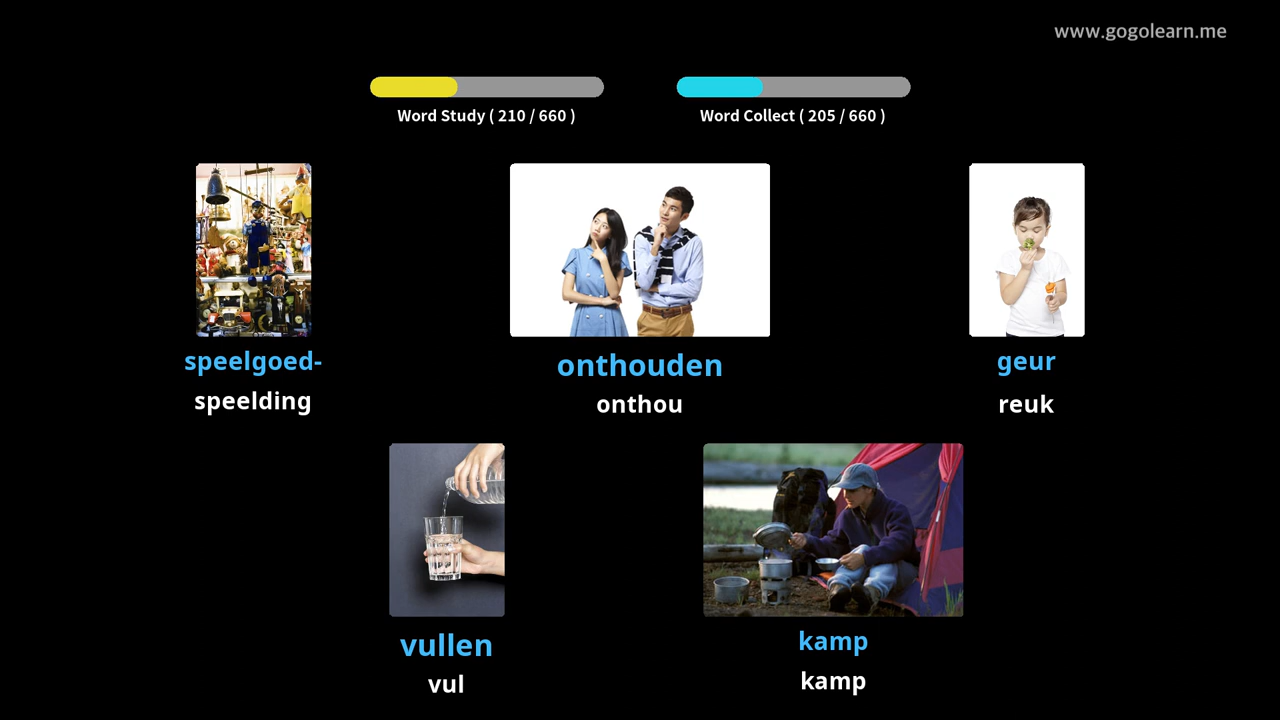 www.gogolearn.me
Word Study ( 210 / 660 )
Word Collect ( 205 / 660 )
speelgoed-
speelding
onthouden
onthou
geur
reuk
vullen
vul
kamp
kamp